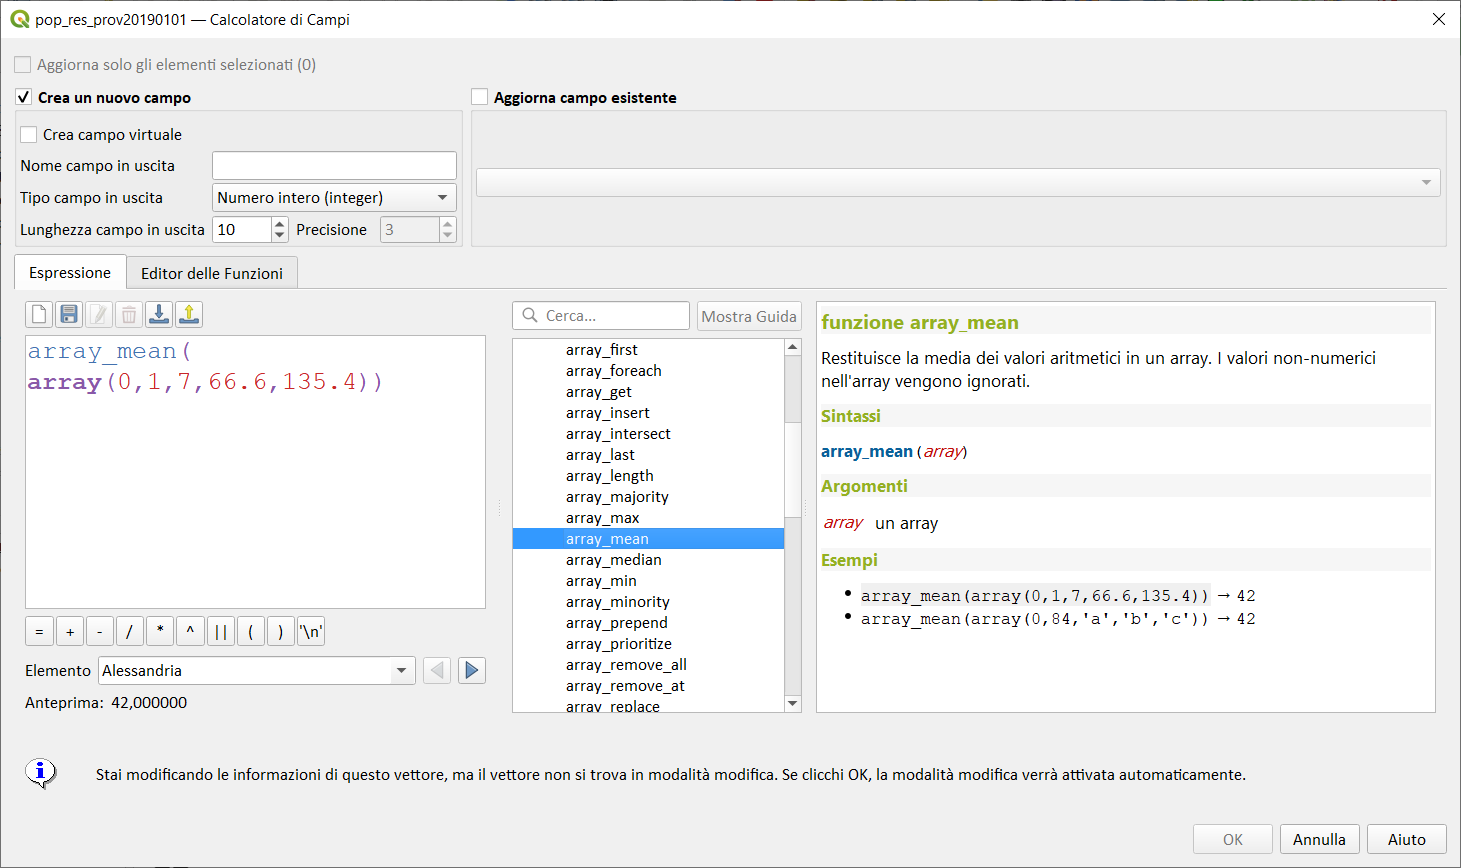 pop_res_prov20190101 — Calcolatore di Campi
Aggiorna solo gli elementi selezionati (0)
Crea un nuovo campo
Aggiorna campo esistente
Crea campo virtuale
Nome campo in uscita
Tipo campo in uscita Numero intero (integer)
Lunghezza campo in uscita 10 Precisione 3
Espressione Editor delle Funzioni
array_mean(
array(0,1,7,66.6,135.4))
= + - / * ^ || ( ) '\n'
Elemento Alessandria
Anteprima: 42,000000
Cerca... Mostra Guida
array_first
array_foreach
array_get
array_insert
array_intersect
array_last
array_length
array_majority
array_max
array_mean
array_median
array_min
array_minority
array_prepend
array_prioritize
array_remove_all
array_remove_at
array_replace
funzione array_mean
Restituisce la media dei valori aritmetici in un array. I valori non-numerici
nell'array vengono ignorati.
Sintassi
array_mean(array)
Argomenti
array un array
Esempi
• array_mean(array(0,1,7,66.6,135.4)) → 42
• array_mean(array(0,84,'a','b','c')) → 42
Stai modificando le informazioni di questo vettore, ma il vettore non si trova in modalità modifica. Se clicchi OK, la modalità modifica verrà attivata automaticamente.
OK Annulla Aiuto